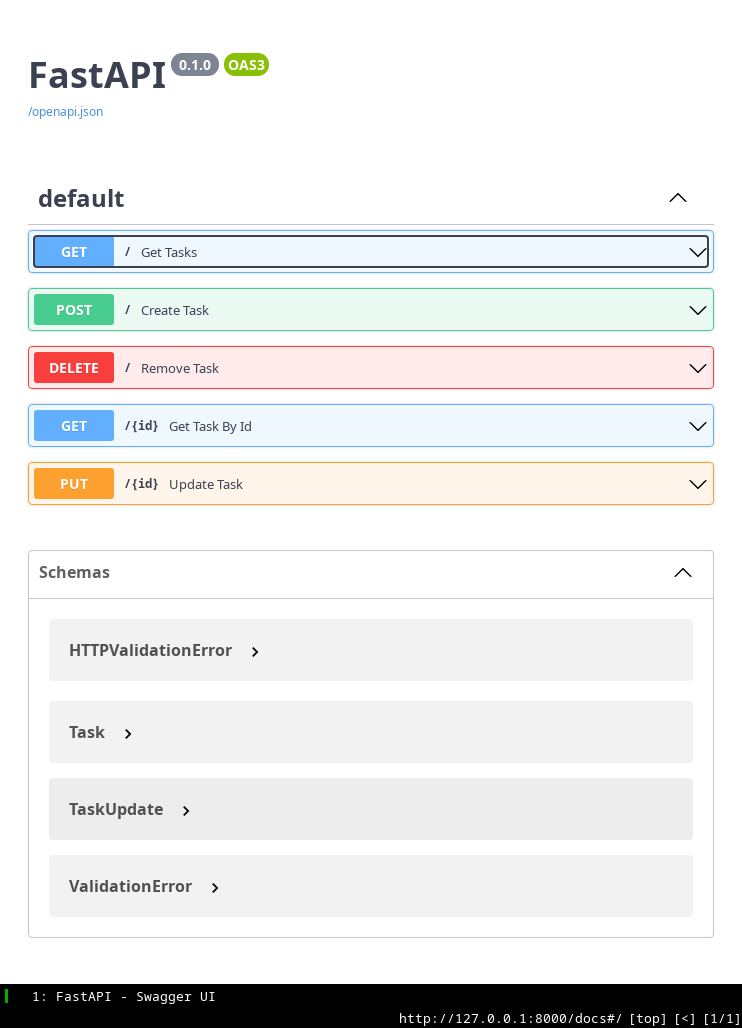 FastAPI 0.1.0 OAS3
/openapi.json
default
GET / Get Tasks
POST / Create Task
DELETE / Remove Task
GET /{id} Get Task By Id
PUT /{id} Update Task
Schemas
HTTPValidationError
Task
TaskUpdate
ValidationError
1: FastAPI - Swagger UI
http://127.0.0.1:8000/docs#/ [top] [<] [1/1]